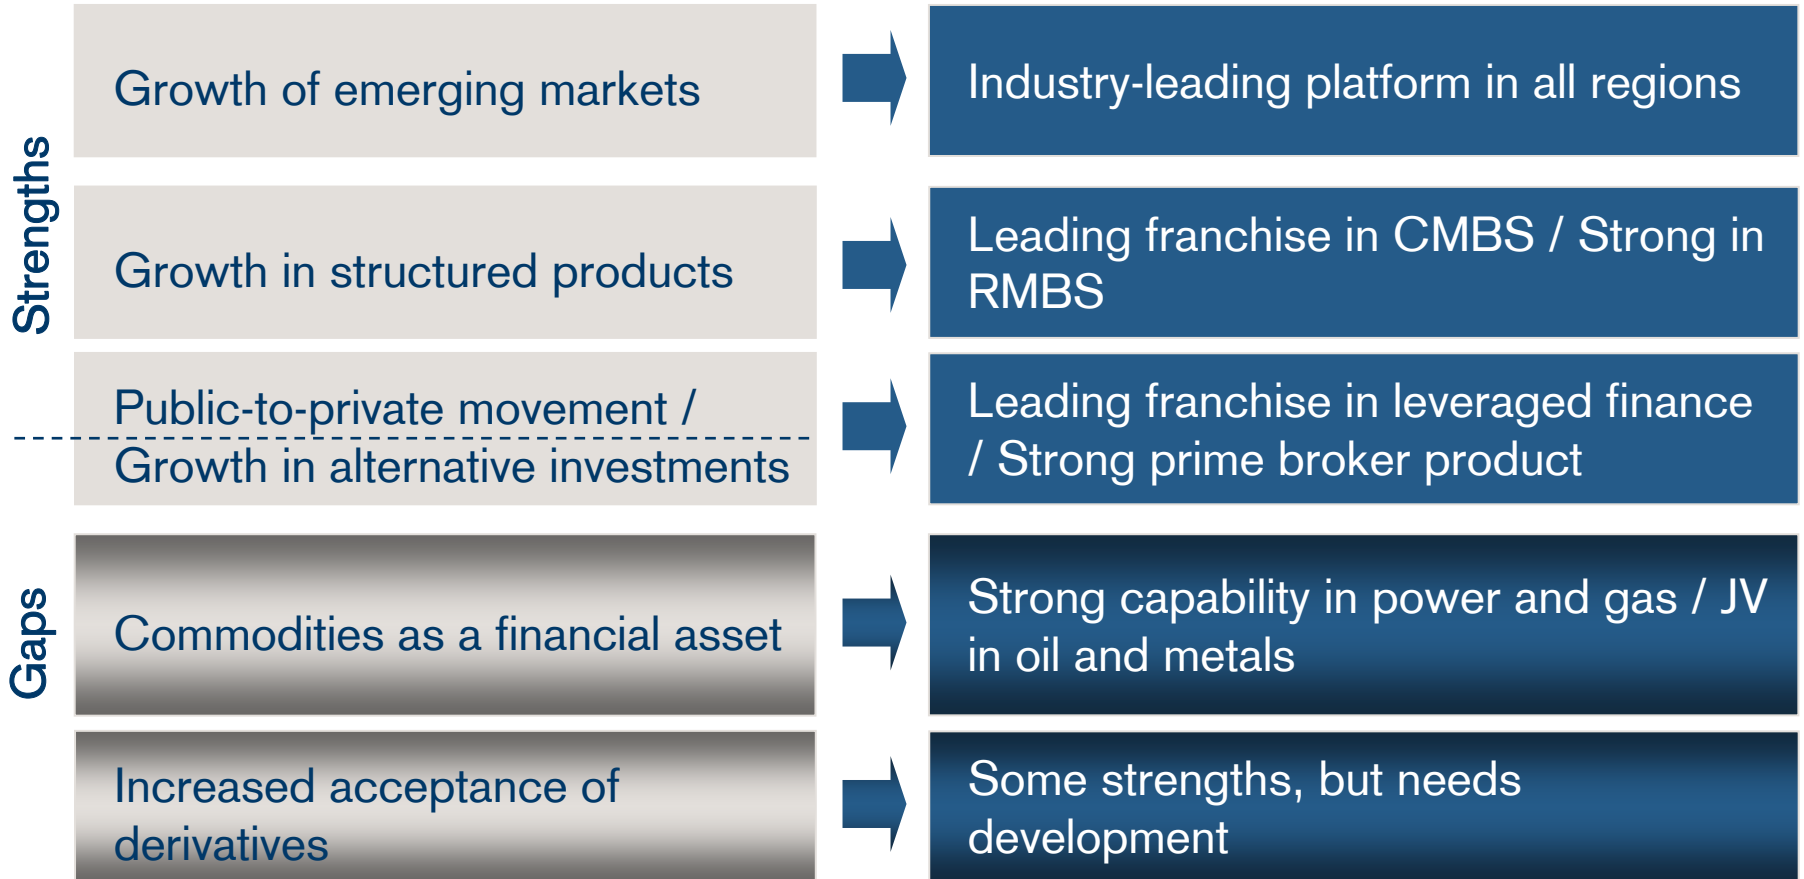 Strengths
Growth of emerging markets
Industry-leading platform in all regions
Growth in structured products
Leading franchise in CMBS / Strong in
RMBS
Public-to-private movement /
Growth in alternative investments
Leading franchise in leveraged finance
/ Strong prime broker product
Gaps
Commodities as a financial asset
Strong capability in power and gas / JV
in oil and metals
Increased acceptance of
derivatives
Some strengths, but needs
development